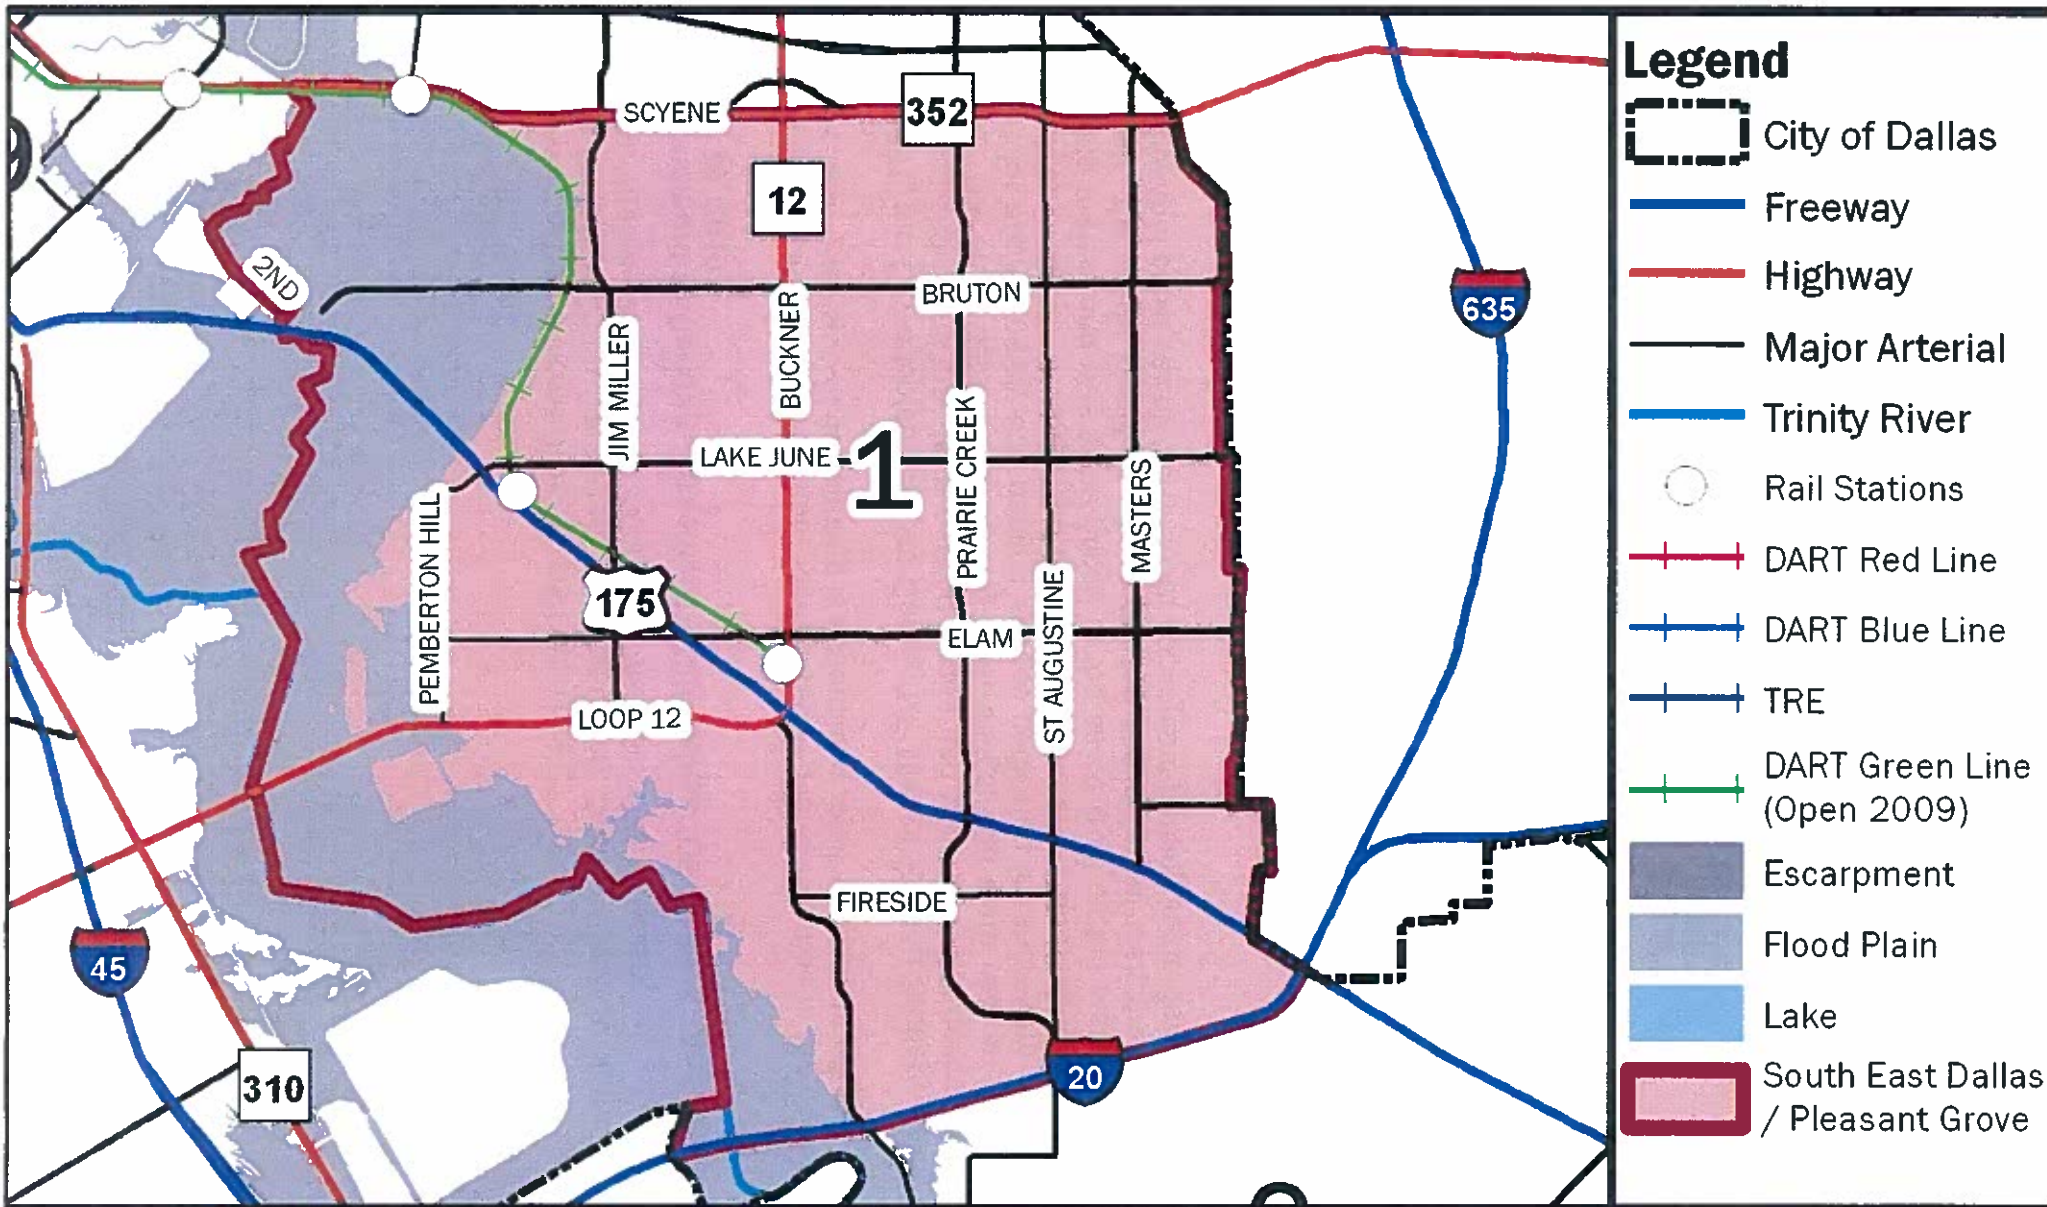 SCYENE
352
12
2ND
BRUTON
635
JIM MILLER
BUCKNER
LAKE JUNE
1
PRAIRIE CREEK
MASTERS
PEMBERTON HILL
175
ELAM
ST AUGUSTINE
LOOP 12
FIRESIDE
45
310
20
Legend
City of Dallas
Freeway
Highway
Major Arterial
Trinity River
Rail Stations
DART Red Line
DART Blue Line
TRE
DART Green Line
(Open 2009)
Escarpment
Flood Plain
Lake
South East Dallas
/ Pleasant Grove